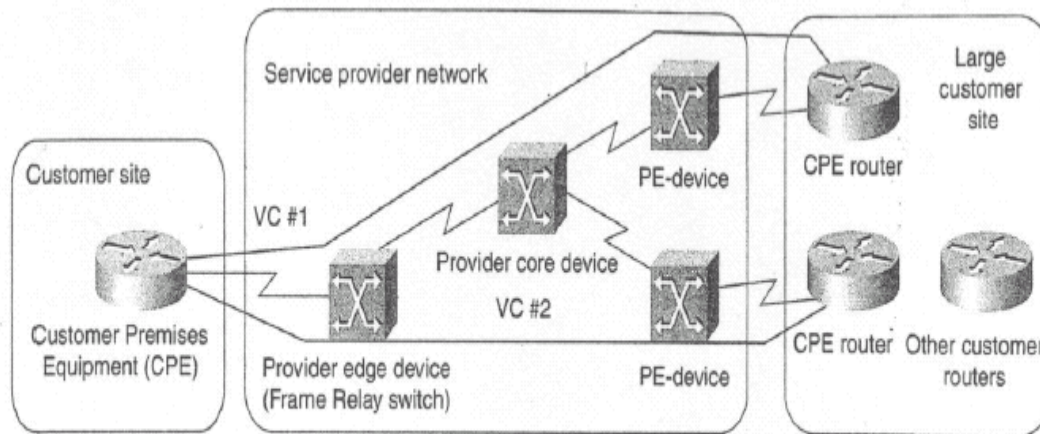 Service provider network
Large
customer
site
Customer site
PE-device
CPE router
VC #1
Provider core device
VC #2
Customer Premises
Equipment (CPE)
Provider edge device
(Frame Relay switch)
PE-device
CPE router
Other customer
routers